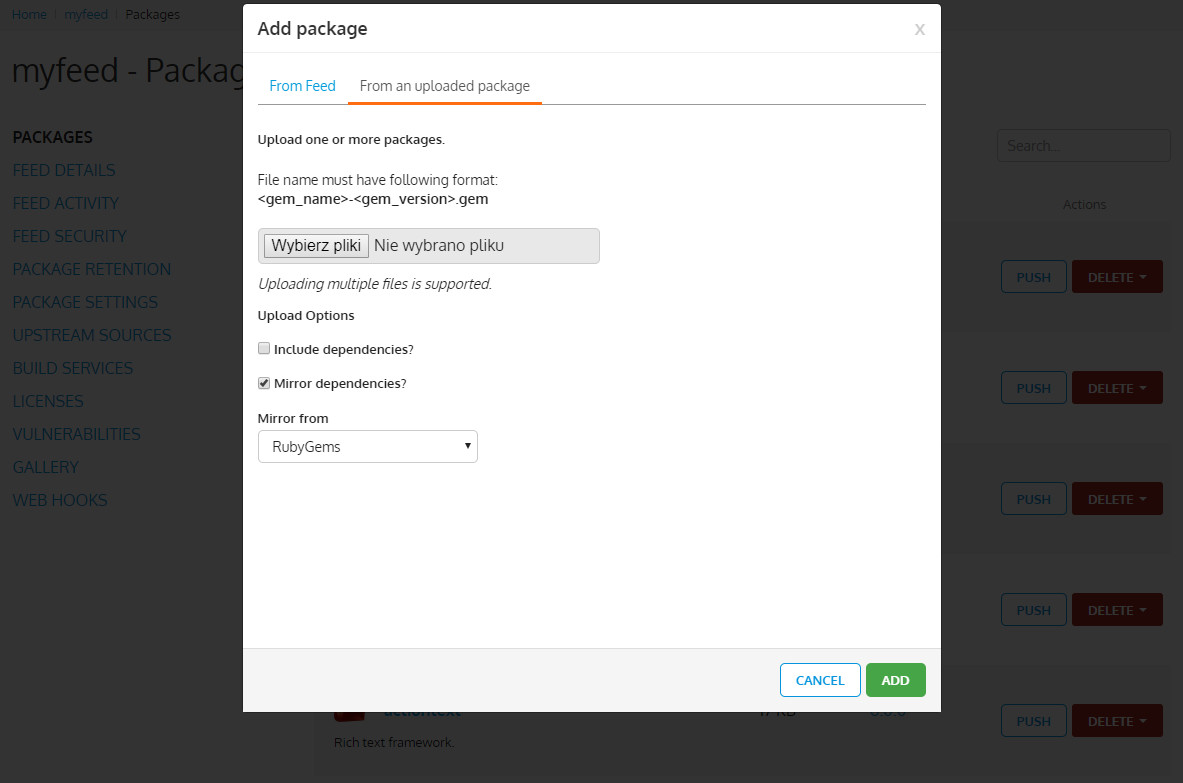 Home | myfeed | Packages
myfeed - Packag
PACKAGES
FEED DETAILS
FEED ACTIVITY
FEED SECURITY
PACKAGE RETENTION
PACKAGE SETTINGS
UPSTREAM SOURCES
BUILD SERVICES
LICENSES
VULNERABILITIES
GALLERY
WEB HOOKS
Add package
X
From Feed From an uploaded package
Upload one or more packages.
File name must have following format:
<gem_name>-<gem_version>.gem
Wybierz pliki Nie wybrano pliku
Uploading multiple files is supported.
Upload Options
Include dependencies?
Mirror dependencies?
Mirror from
RubyGems
CANCEL ADD
Search...
Actions
PUSH DELETE
PUSH DELETE
PUSH DELETE
PUSH DELETE
actiontext
PUSH DELETE
Rich text framework.